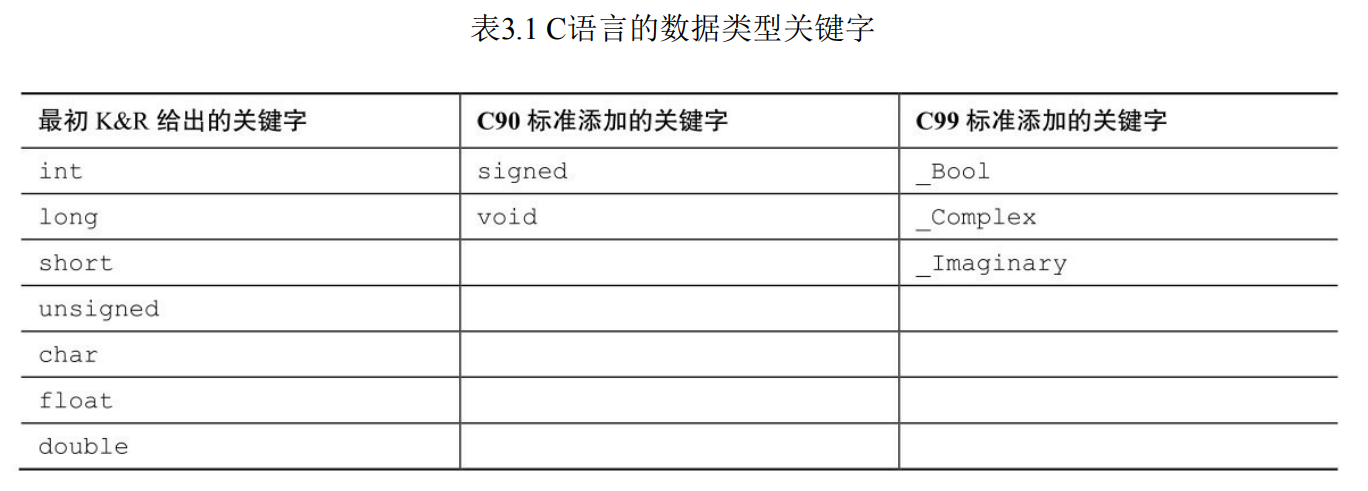 表3.1 C语言的数据类型关键字
最初 K&R 给出的关键字 C90 标准添加的关键字 C99 标准添加的关键字
int signed _Bool
long void _Complex
short _Imaginary
unsigned
char
float
double